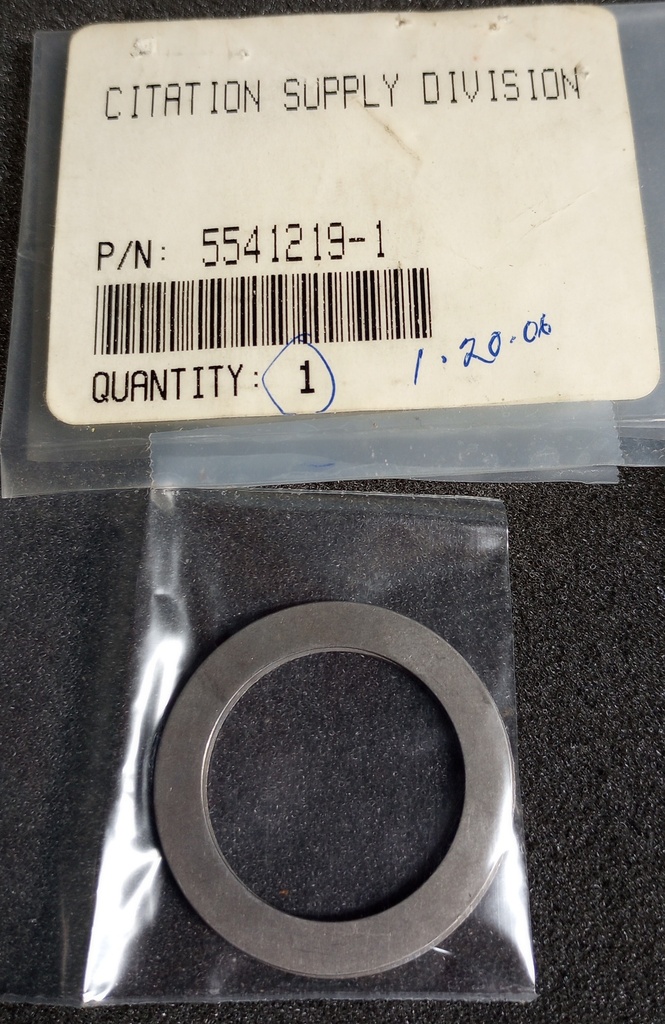 CITATION SUPPLY DIVISION
P/N: 5541219-1
QUANTITY: 1
1.20.06